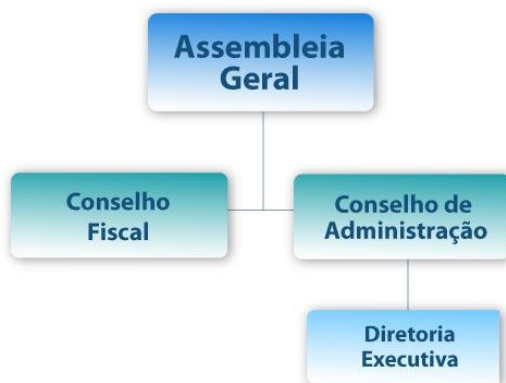 Assembleia
Geral
Conselho
Fiscal
Conselho de
Administração
Diretoria
Executiva